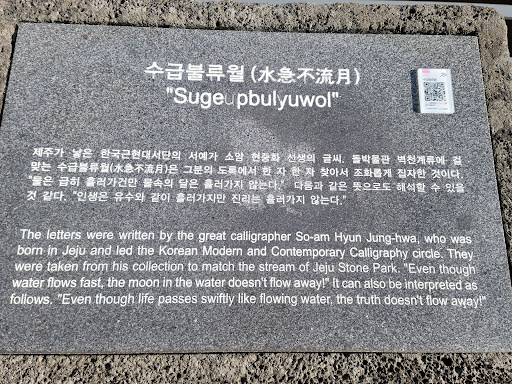 수급불류월 (水急不流月)
"Sugeupbulyuwol"
제주가 낳은 한국근현대서단의 서예가 소암 현중화 선생의 글씨. 돌박물관 벽천계류에 걸
맞는 수급불류월(水急不流月)은 그분의 도록에서 한 자 한 자 찾아서 조화롭게 집자한 것이다.
"물은 급히 흘러가건만 물속의 달은 흘러가지 않는다." 다음과 같은 뜻으로도 해석할 수 있을
것 같다. "인생은 유수와 같이 흘러가지만 진리는 흘러가지 않는다."
The letters were written by the great calligrapher So-am Hyun Jung-hwa, who was
born in Jeju and led the Korean Modern and Contemporary Calligraphy circle. They
were taken from his collection to match the stream of Jeju Stone Park. "Even though
water flows fast, the moon in the water doesn't flow away!" It can also be interpreted as
follows. "Even though life passes swiftly like flowing water, the truth doesn't flow away!"